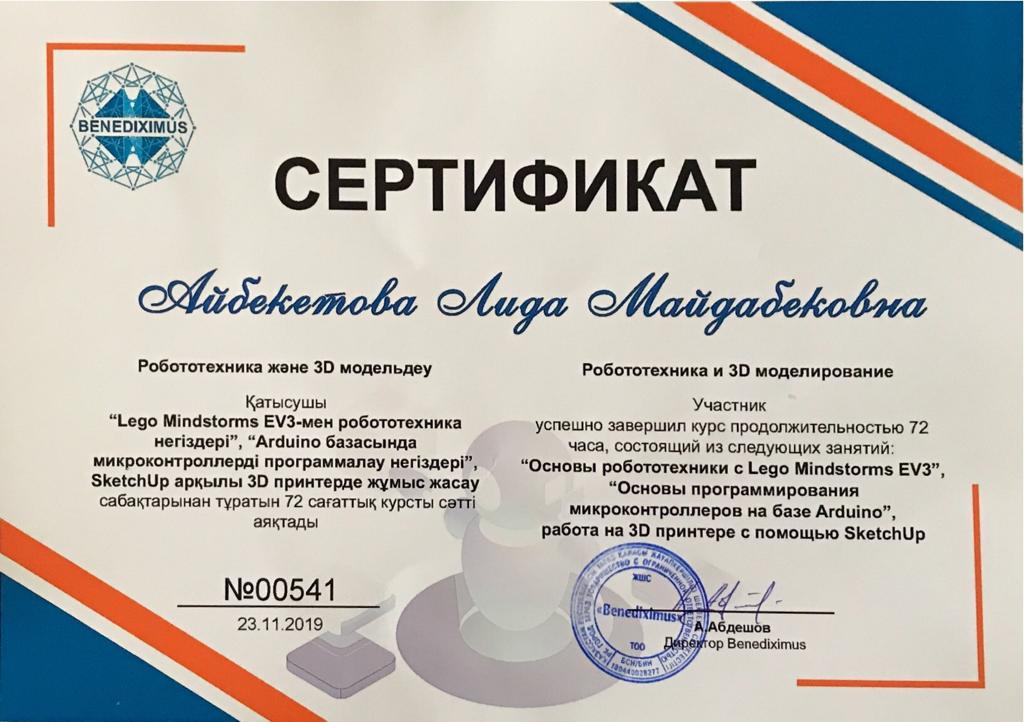 BENEDIXIMUS
СЕРТИФИКАТ
Айбекетова Лида Майдабековна
Робототехника және 3D модельдеу
Қатысушы
“Lego Mindstorms EV3-мен робототехника
негіздері”, “Arduino базасында
микроконтроллерді программалау негіздері”,
SketchUp арқылы 3D принтерде жұмыс жасау
сабақтарынан тұратын 72 сағаттық курсты сәтті
аяқтады
Робототехника и 3D моделирование
Участник
успешно завершил курс продолжительностью 72
часа, состоящий из следующих занятий:
“Основы робототехники с Lego Mindstorms EV3”,
“Основы программирования
микроконтроллеров на базе Arduino”,
работа на 3D принтере с помощью SketchUp
№00541
23.11.2019
ЖШС
«Benediximus»
ТОО
БСН/БИН
А.Абдешов
Директор Benediximus